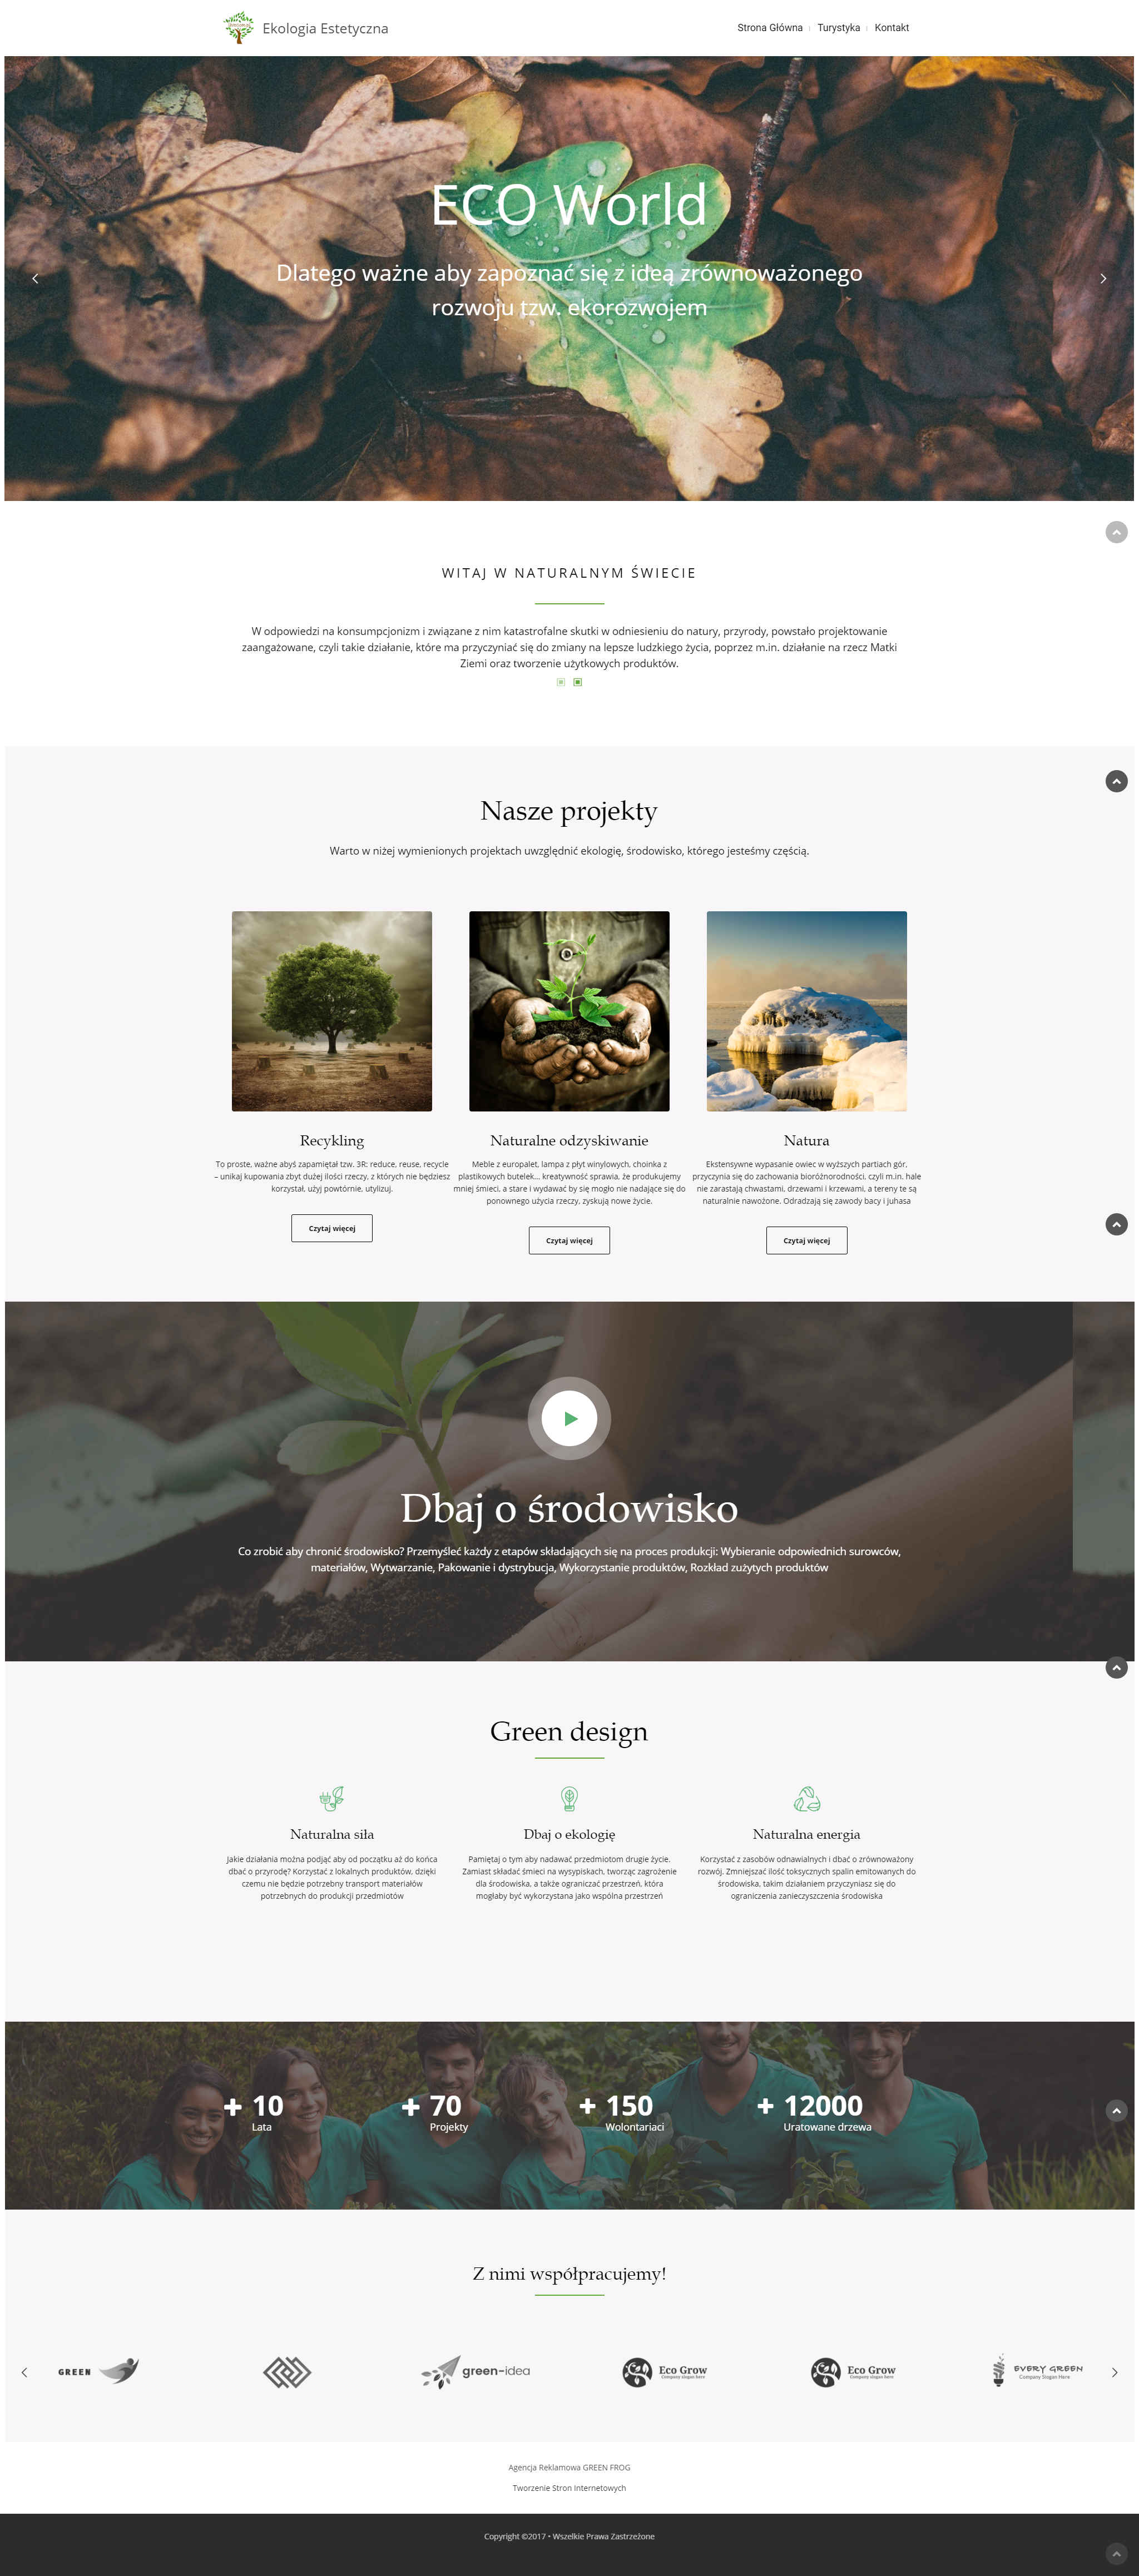 Ekologia Estetyczna
Strona Główna
Turystyka
Kontakt
ECO World
Dlatego ważne aby zapoznać się z ideą zrównoważonego
rozwoju tzw. ekorozwojem
WITAJ W NATURALNYM ŚWIECIE
W odpowiedzi na konsumpcjonizm i związane z nim katastrofalne skutki w odniesieniu do natury, przyrody, powstało projektowanie
zaangażowane, czyli takie działanie, które ma przyczyniać się do zmiany na lepsze ludzkiego życia, poprzez m.in. działanie na rzecz Matki
Ziemi oraz tworzenie użytkowych produktów.
Nasze projekty
Warto w niżej wymienionych projektach uwzględnić ekologię, środowisko, którego jesteśmy częścią.
Recykling
To proste, ważne abyś zapamiętał tzw. 3R: reduce, reuse, recycle
– unikaj kupowania zbyt dużej ilości rzeczy, z których nie będziesz
korzystał, użyj powtórnie, utylizuj.
Czytaj więcej
Naturalne odzyskiwanie
Meble z europalet, lampa z płyt winylowych, choinka z
plastikowych butelek... kreatywność sprawia, że produkujemy
mniej śmieci, a stare i wydawać by się mogło nie nadające się do
ponownego użycia rzeczy, zyskują nowe życie.
Czytaj więcej
Natura
Ekstensywne wypasanie owiec w wyższych partiach gór,
przyczynia się do zachowania bioróżnorodności, czyli m.in. hale
nie zarastają chwastami, drzewami i krzewami, a tereny te są
naturalnie nawożone. Odradzają się zawody bacy i juhasa
Czytaj więcej
Dbaj o środowisko
Co zrobić aby chronić środowisko? Przemyśleć każdy z etapów składających się na proces produkcji: Wybieranie odpowiednich surowców,
materiałów, Wytwarzanie, Pakowanie i dystrybucja, Wykorzystanie produktów, Rozkład zużytych produktów
Green design
Naturalna siła
Jakie działania można podjąć aby od początku aż do końca
dbać o przyrodę? Korzystać z lokalnych produktów, dzięki
czemu nie będzie potrzebny transport materiałów
potrzebnych do produkcji przedmiotów
Dbaj o ekologię
Pamiętaj o tym aby nadawać przedmiotom drugie życie.
Zamiast składać śmieci na wysypiskach, tworząc zagrożenie
dla środowiska, a także ograniczać przestrzeń, która
mogłaby być wykorzystana jako wspólna przestrzeń
Naturalna energia
Korzystać z zasobów odnawialnych i dbać o zrównoważony
rozwój. Zmniejszać ilość toksycznych spalin emitowanych do
środowiska, takim działaniem przyczyniasz się do
ograniczenia zanieczyszczenia środowiska
+ 10
Lata
+ 70
Projekty
+ 150
Wolontariaci
+ 12000
Uratowane drzewa
Z nimi współpracujemy!
GREEN
green-idea
Eco Grow
Company slogan here
Eco Grow
Company slogan here
EVERY GREEN
Company Slogan Here
Agencja Reklamowa GREEN FROG
Tworzenie Stron Internetowych
Copyright ©2017 • Wszelkie Prawa Zastrzeżone